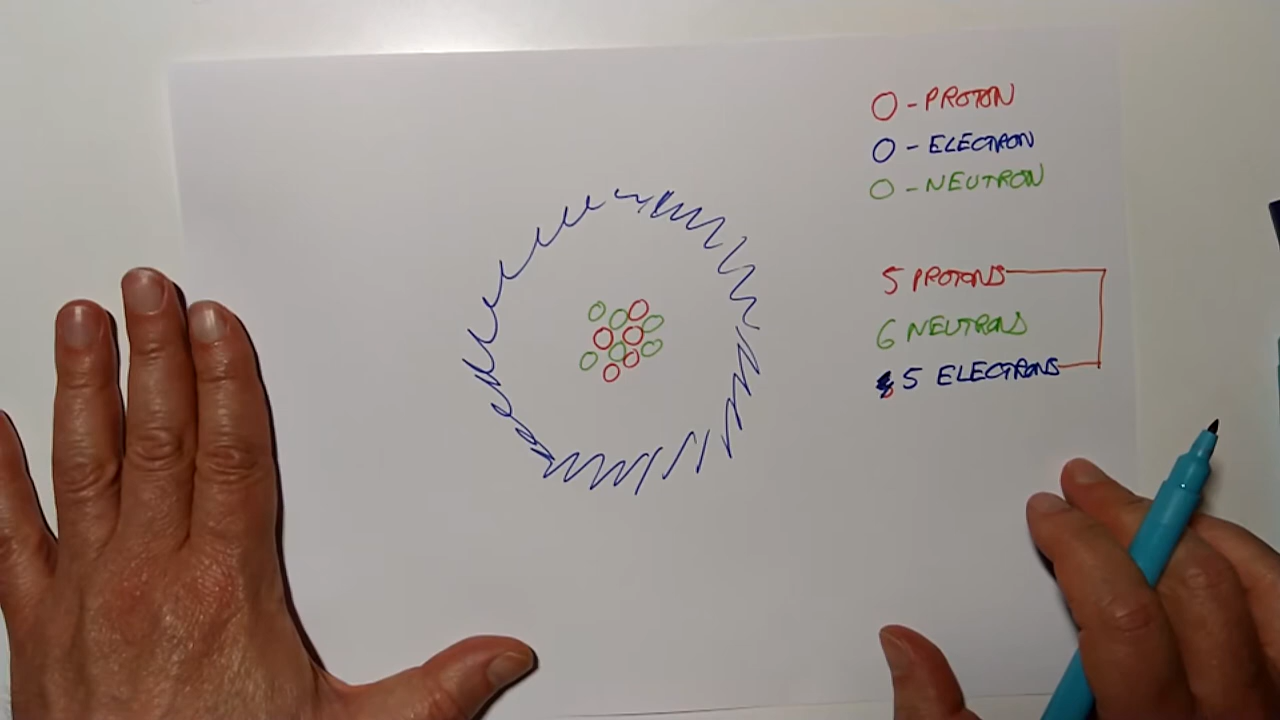 O - PROTON
O - ELECTRON
O - NEUTRON
5 PROTONS
6 NEUTRONS
5 ELECTRONS